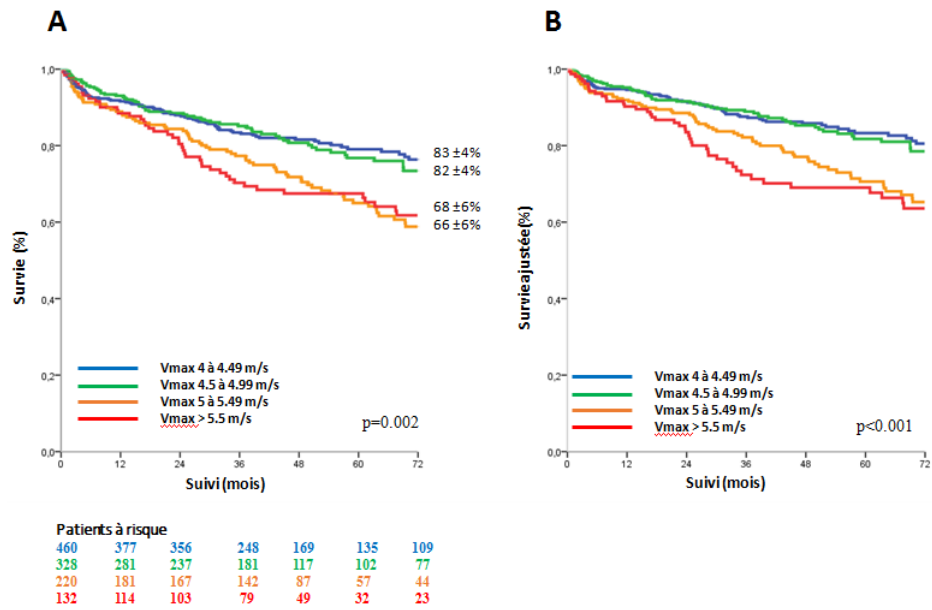 A
1,0
0,8
0,6
0,4
0,2
0,0
Survie (%)
83 ±4%
82 ±4%
68 ±6%
66 ±6%
Vmax 4 à 4.49 m/s
Vmax 4.5 à 4.99 m/s
Vmax 5 à 5.49 m/s
Vmax > 5.5 m/s
p=0.002
0 12 24 36 48 60 72
Suivi (mois)
Patients à risque
460 377 356 248 169 135 109
328 281 237 181 117 102 77
220 181 167 142 87 57 44
132 114 103 79 49 32 23
B
1,0
0,8
0,6
0,4
0,2
0,0
Survieajustée(%)
Vmax 4 à 4.49 m/s
Vmax 4.5 à 4.99 m/s
Vmax 5 à 5.49 m/s
Vmax > 5.5 m/s
p<0.001
0 12 24 36 48 60 72
Suivi (mois)